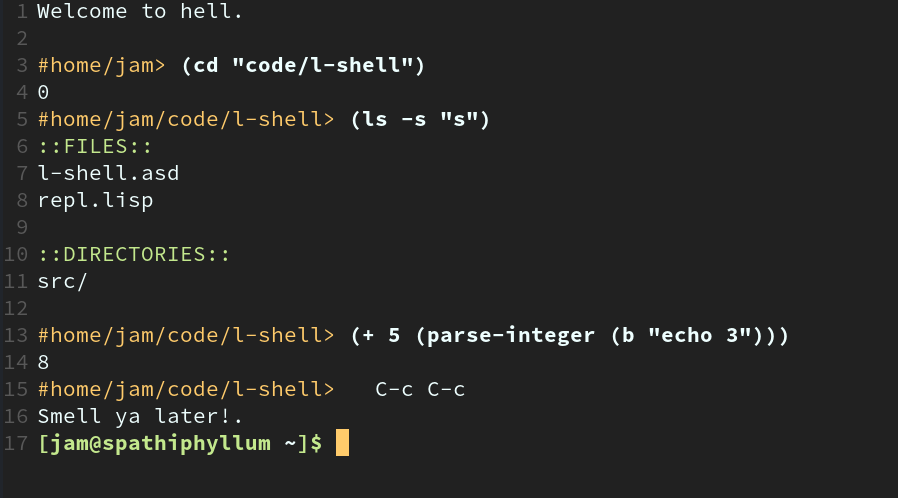 1 Welcome to hell.
2
3 #home/jam> (cd "code/l-shell")
4 0
5 #home/jam/code/l-shell> (ls -s "s")
6 ::FILES::
7 l-shell.asd
8 repl.lisp
9
10 ::DIRECTORIES::
11 src/
12
13 #home/jam/code/l-shell> (+ 5 (parse-integer (b "echo 3")))
14 8
15 #home/jam/code/l-shell>   C-c C-c
16 Smell ya later!.
17 [jam@spathiphyllum ~]$